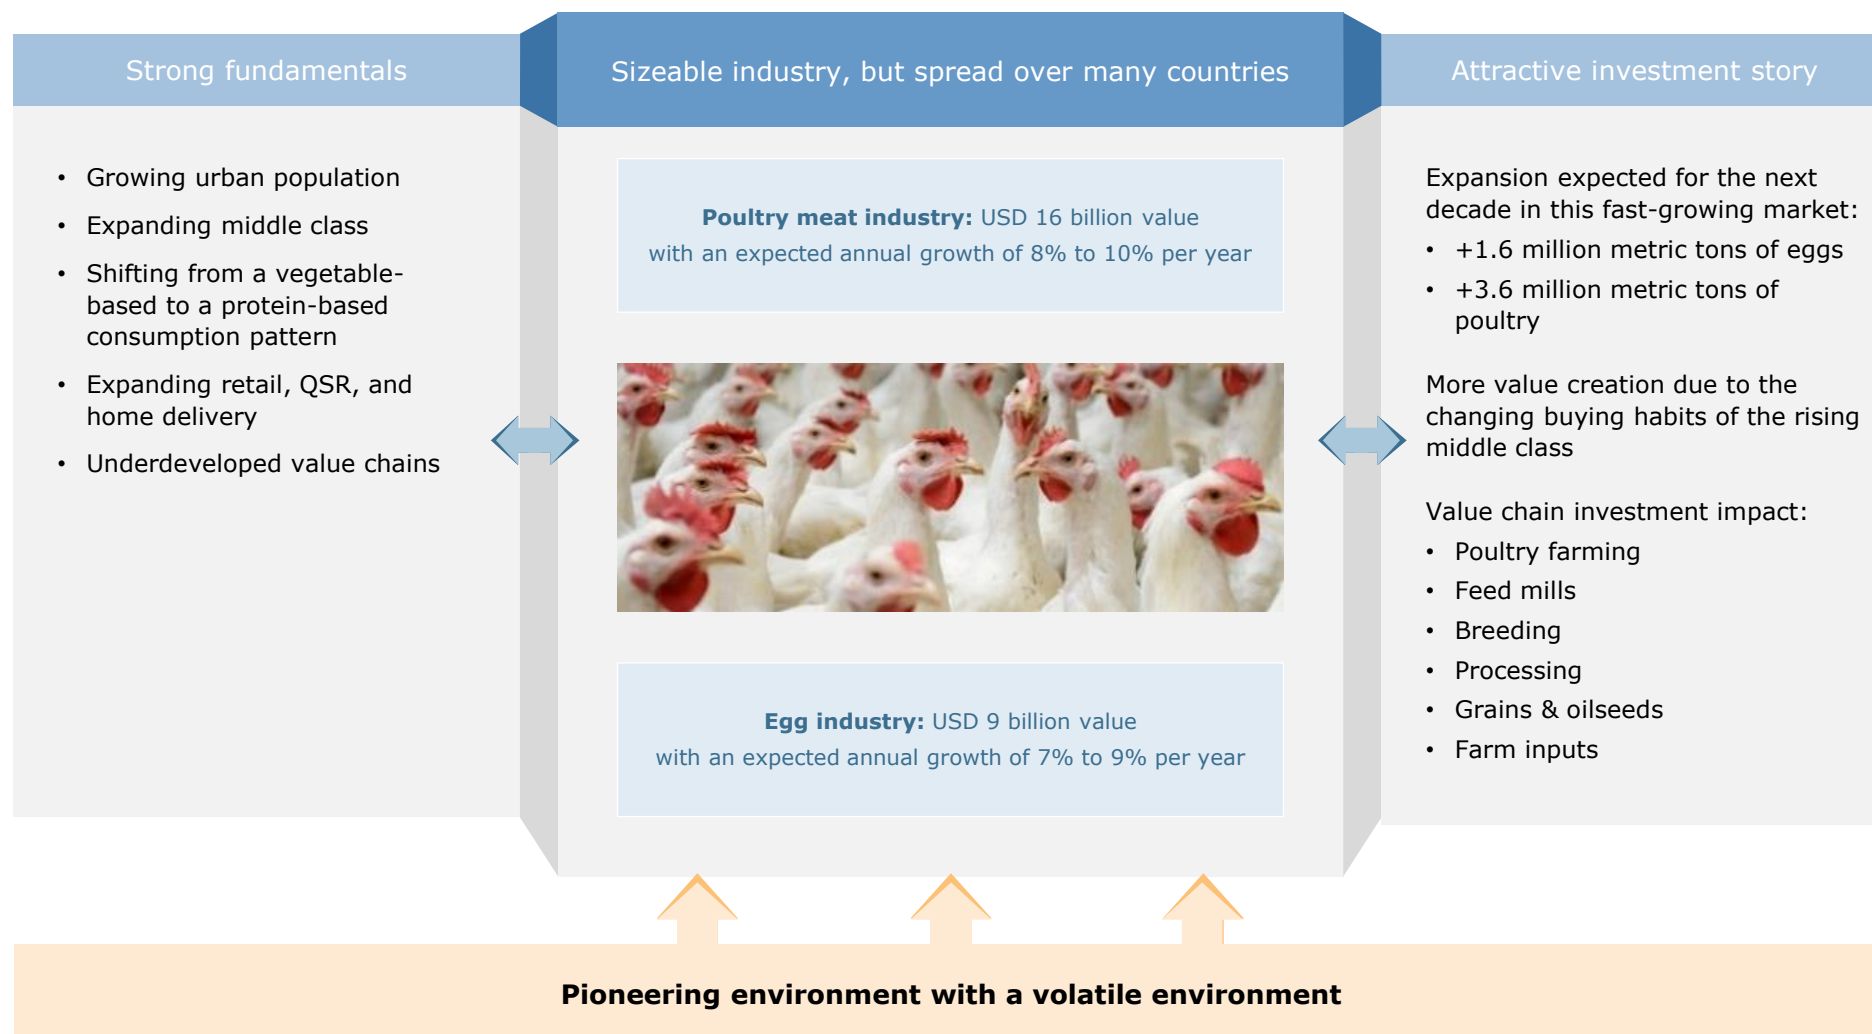 Strong fundamentals
• Growing urban population
• Expanding middle class
• Shifting from a vegetable-
based to a protein-based
consumption pattern
• Expanding retail, QSR, and
home delivery
• Underdeveloped value chains
Sizeable industry, but spread over many countries
Poultry meat industry: USD 16 billion value
with an expected annual growth of 8% to 10% per year
Egg industry: USD 9 billion value
with an expected annual growth of 7% to 9% per year
Attractive investment story
Expansion expected for the next
decade in this fast-growing market:
• +1.6 million metric tons of eggs
• +3.6 million metric tons of
poultry
More value creation due to the
changing buying habits of the rising
middle class
Value chain investment impact:
• Poultry farming
• Feed mills
• Breeding
• Processing
• Grains & oilseeds
• Farm inputs
Pioneering environment with a volatile environment